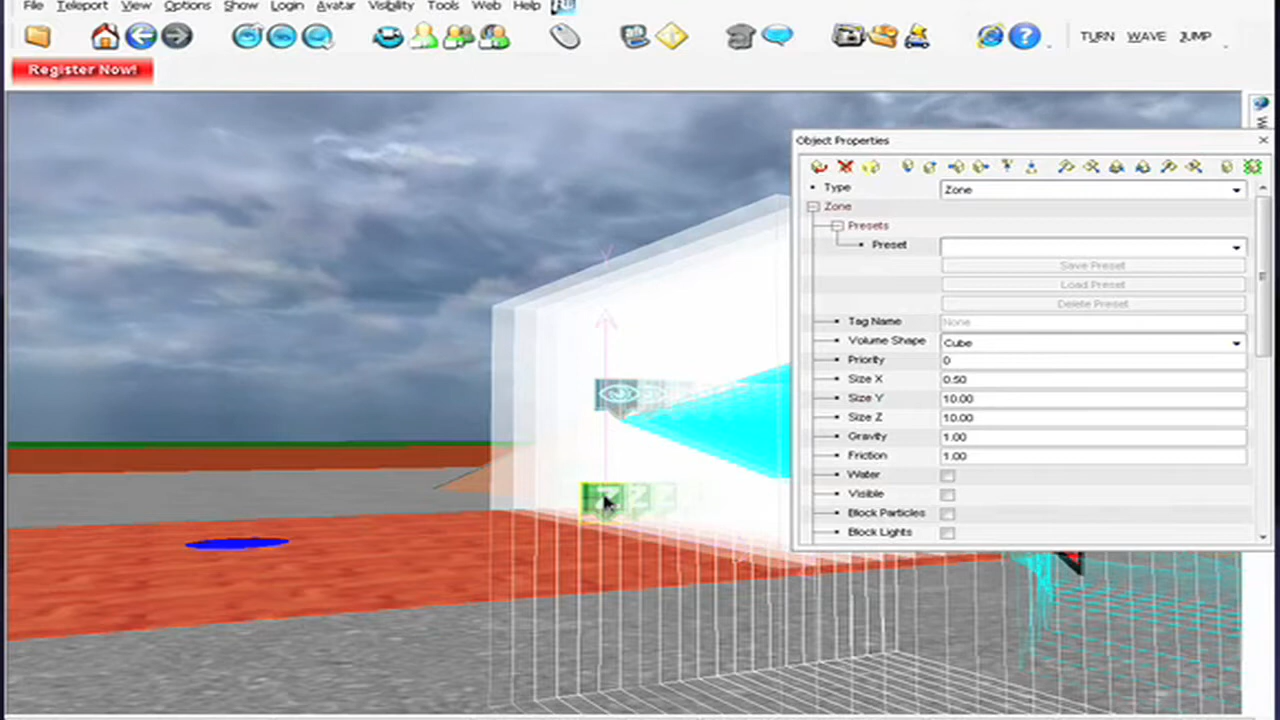 File Teleport View Options Show Login Avatar Visibility Tools Web Help
TURN WAVE JUMP
Register Now!
Object Properties
Type Zone
Zone
Presets
Preset
Save Preset
Load Preset
Delete Preset
Tag Name None
Volume Shape Cube
Priority 0
Size X 0.50
Size Y 10.00
Size Z 10.00
Gravity 1.00
Friction 1.00
Water
Visible
Block Particles
Block Lights
Y
Z Z Z